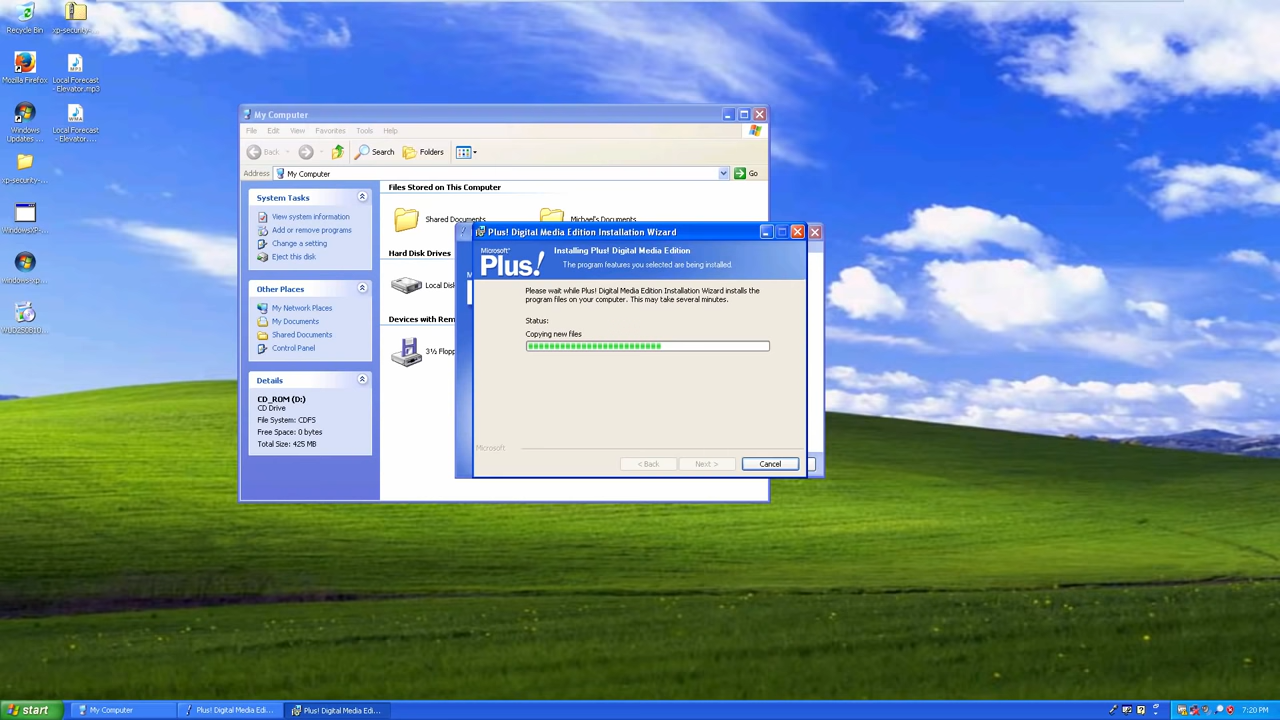 Recycle Bin
xp-security-...
Mozilla Firefox
Local Forecast
- Elevator.mp3
Windows
Updates ...
Local Forecast
- Elevator....
xp-security-...
WindowsXP-...
windows-xp...
My Computer
File Edit View Favorites Tools Help
Back Search Folders
Address My Computer Go
System Tasks
View system information
Add or remove programs
Change a setting
Eject this disk
Other Places
My Network Places
My Documents
Shared Documents
Control Panel
Details
CD_ROM (D:)
CD Drive
File System: CDFS
Free Space: 0 bytes
Total Size: 425 MB
Files Stored on This Computer
Shared Documents Michael's Documents
Hard Disk Drives
Local Disk
Devices with Rem
3½ Flopp
Plus! Digital Media Edition Installation Wizard
Microsoft®
Plus!
Installing Plus! Digital Media Edition
The program features you selected are being installed.
Please wait while Plus! Digital Media Edition Installation Wizard installs the
program files on your computer. This may take several minutes.
Status:
Copying new files
Microsoft
< Back Next > Cancel
start My Computer Plus! Digital Media Edi... Plus! Digital Media Edi... 7:20 PM